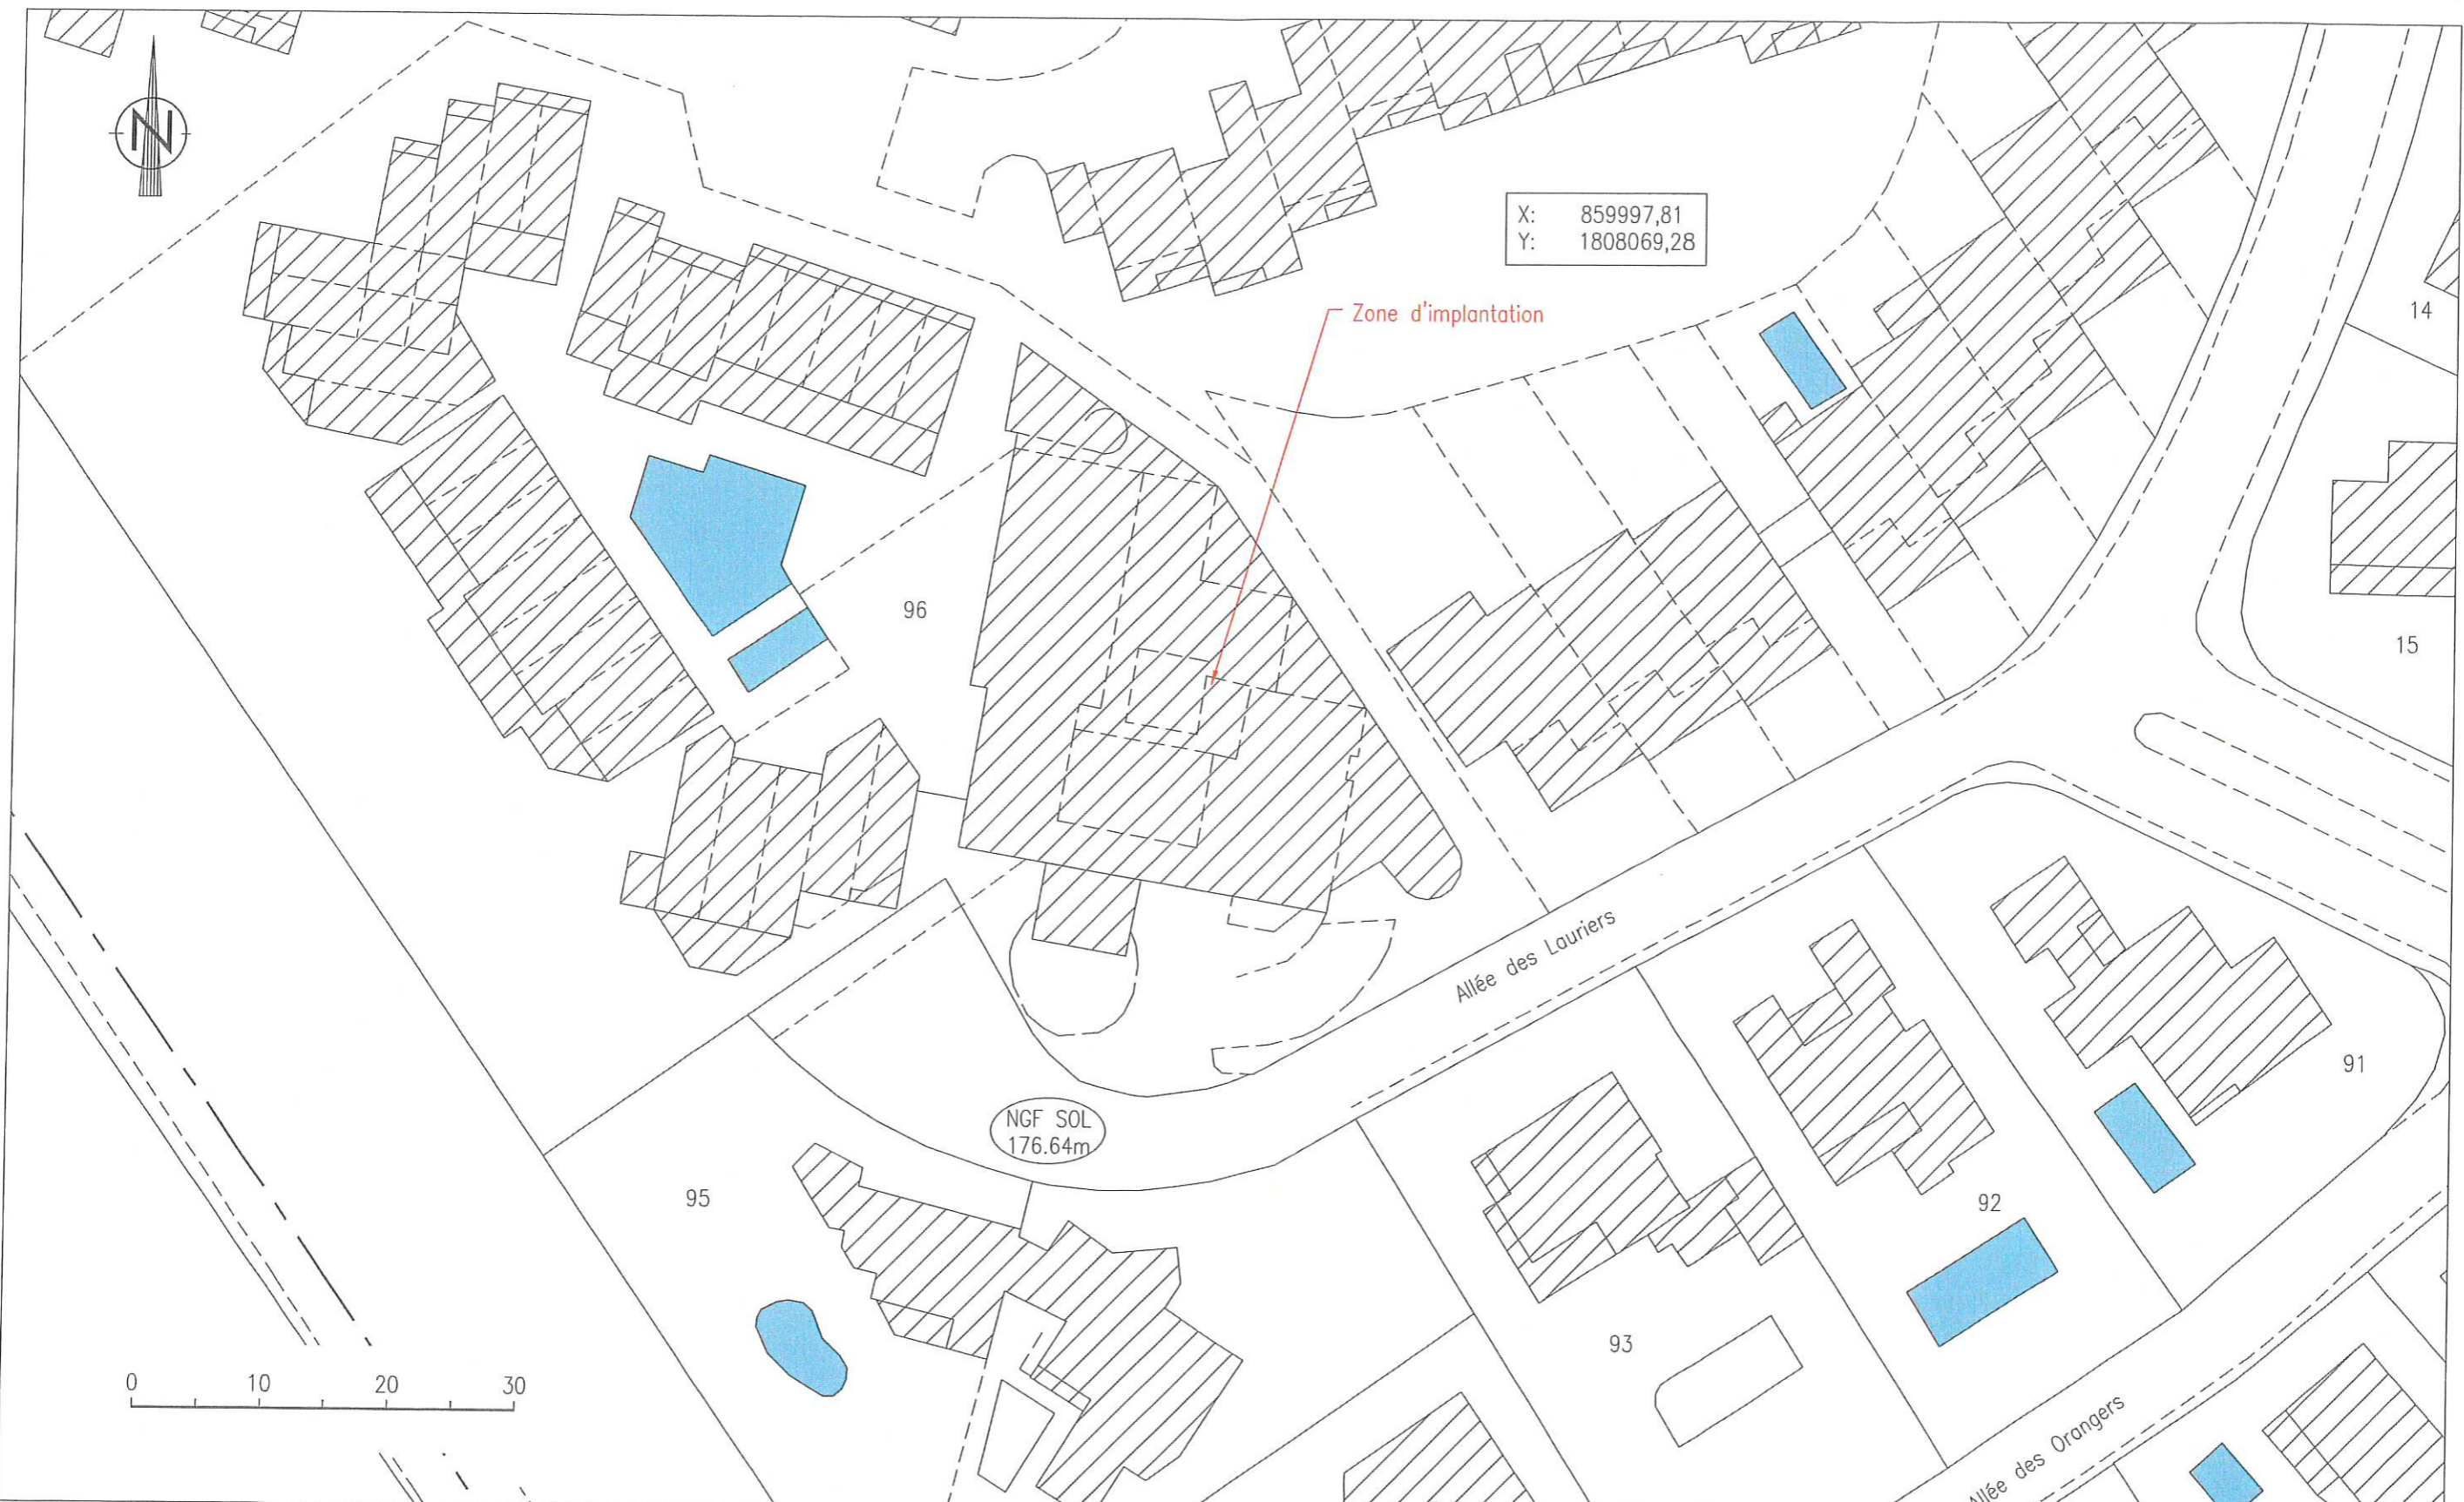 N
X: 859997,81
Y: 1808069,28
Zone d'implantation
14
96
15
Allée des Lauriers
91
NGF SOL
176.64m
95
92
93
0 10 20 30
Allée des Orangers